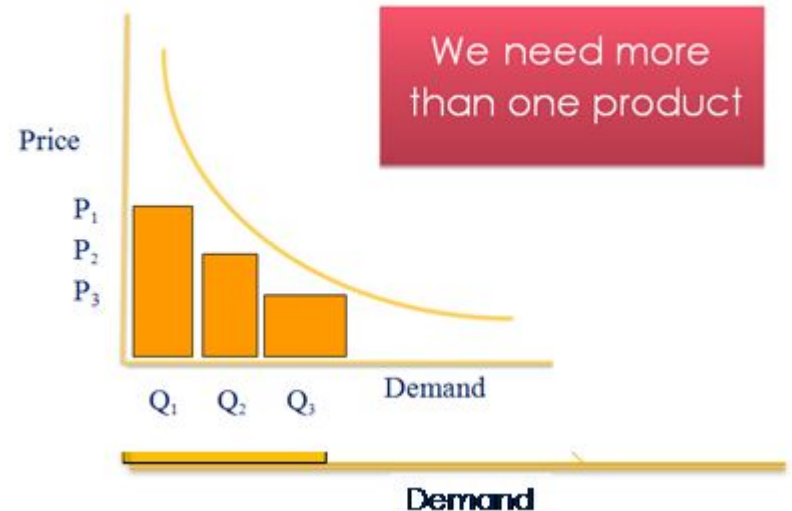 We need more
than one product
Price
P₁
P₂
P₃
Q₁ Q₂ Q₃ Demand
Demand